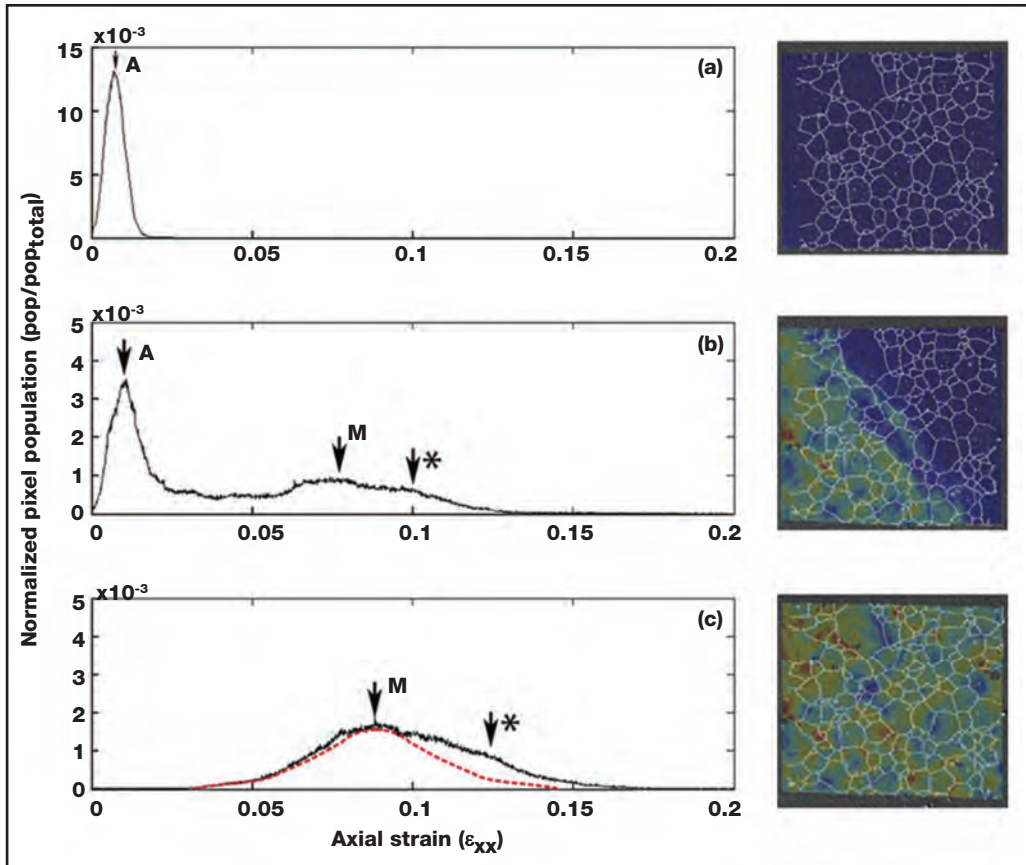 x10⁻³
15
10
5
0
A
(a)
0 0.05 0.1 0.15 0.2
x10⁻³
5
4
3
2
1
0
A
M
*
(b)
0 0.05 0.1 0.15 0.2
x10⁻³
5
4
3
2
1
0
M
*
(c)
0 0.05 0.1 0.15 0.2
Normalized pixel population (pop/pop_total)
Axial strain (ε_xx)